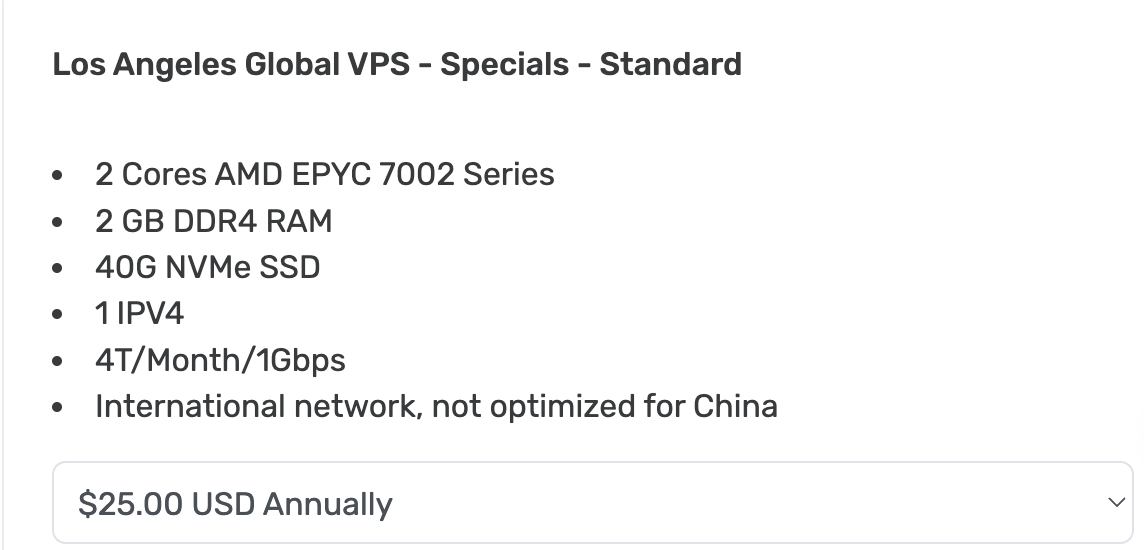 Los Angeles Global VPS - Specials - Standard
• 2 Cores AMD EPYC 7002 Series
• 2 GB DDR4 RAM
• 40G NVMe SSD
• 1 IPV4
• 4T/Month/1Gbps
• International network, not optimized for China
$25.00 USD Annually